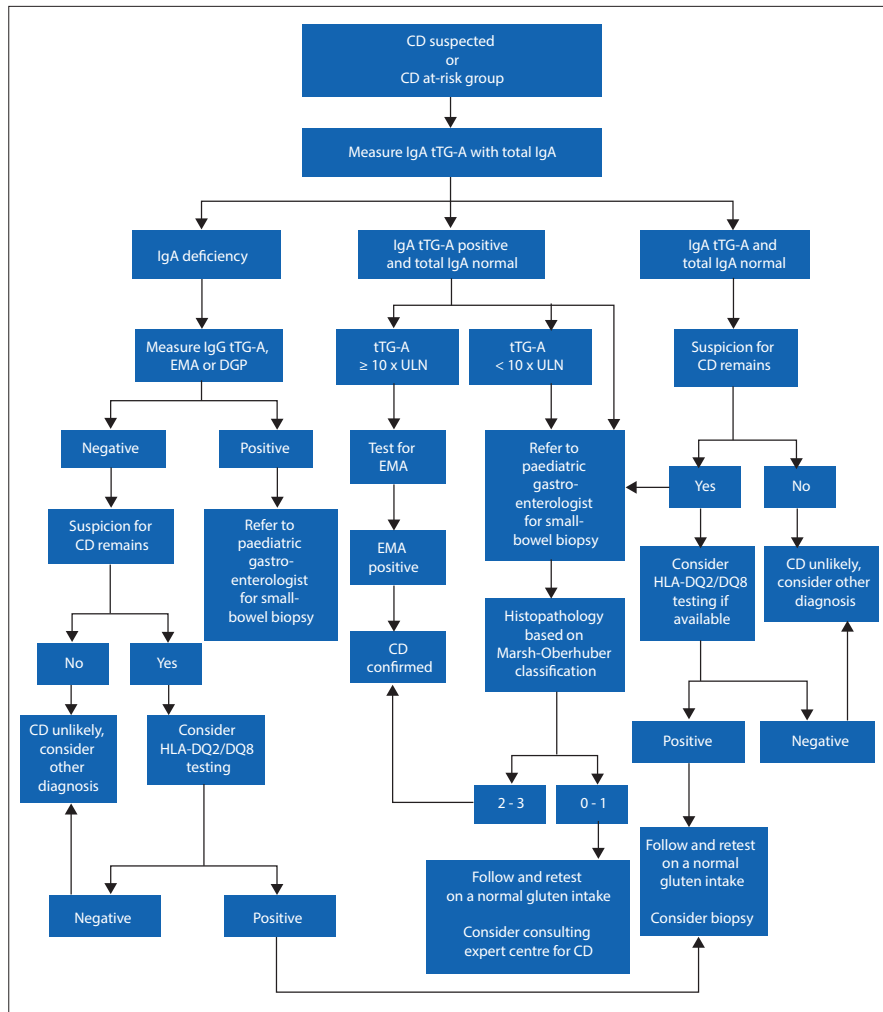 CD suspected
or
CD at-risk group
Measure IgA tTG-A with total IgA
IgA deficiency
IgA tTG-A positive
and total IgA normal
IgA tTG-A and
total IgA normal
Measure IgG tTG-A,
EMA or DGP
tTG-A
≥ 10 x ULN
tTG-A
< 10 x ULN
Suspicion for
CD remains
Negative
Positive
Test for
EMA
Refer to
paediatric
gastro-
enterologist
for small-
bowel biopsy
Yes
No
Suspicion for
CD remains
Refer to
paediatric
gastro-
enterologist
for small-
bowel biopsy
EMA
positive
Consider
HLA-DQ2/DQ8
testing if
available
CD unlikely,
consider other
diagnosis
No
Yes
CD
confirmed
Histopathology
based on
Marsh-Oberhuber
classification
CD unlikely,
consider
other
diagnosis
Consider
HLA-DQ2/DQ8
testing
Positive
Negative
2 - 3
0 - 1
Follow and retest
on a normal
gluten intake
Consider biopsy
Negative
Positive
Follow and retest
on a normal gluten intake
Consider consulting
expert centre for CD